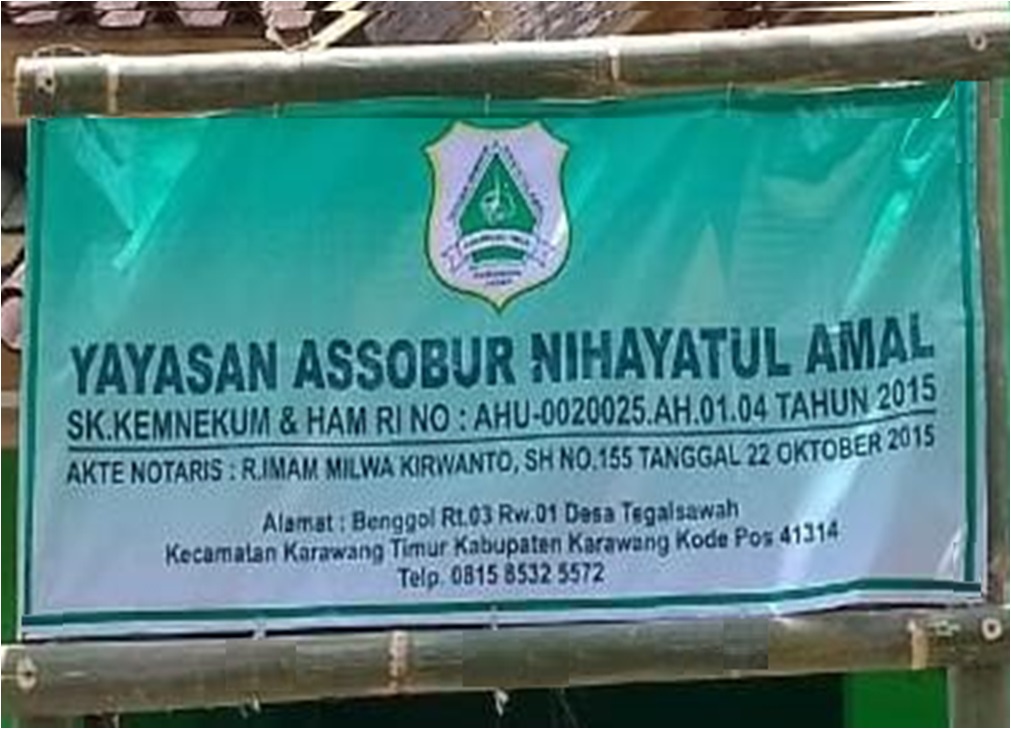 YAYASAN ASSOBUR NIHAYATUL AMAL
SK.KEMNEKUM & HAM RI NO : AHU-0020025.AH.01.04 TAHUN 2015
AKTE NOTARIS : R.IMAM MILWA KIRWANTO, SH NO.155 TANGGAL 22 OKTOBER 2015
Alamat : Benggol Rt.03 Rw.01 Desa Tegalsawah
Kecamatan Karawang Timur Kabupaten Karawang Kode Pos 41314
Telp. 0815 8532 5572